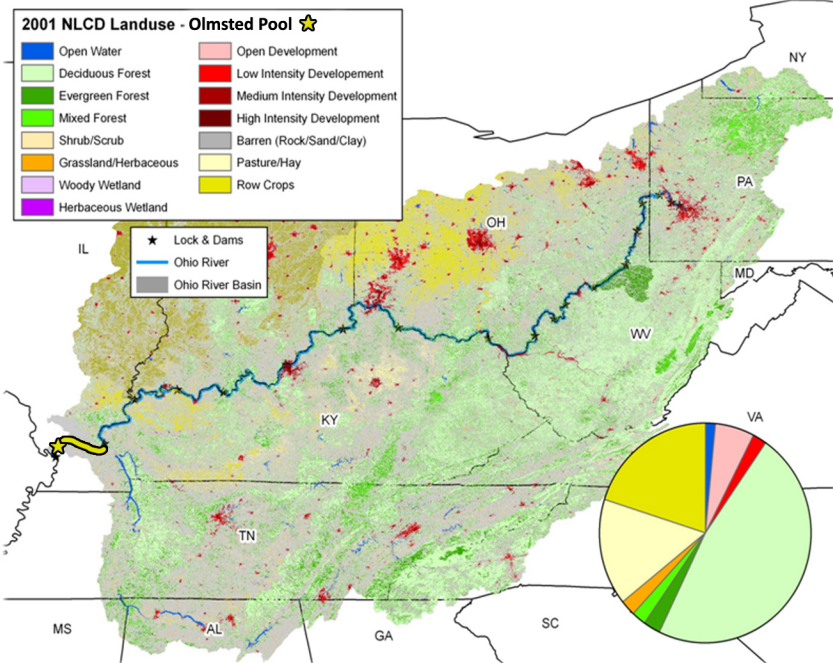 2001 NLCD Landuse - Olmsted Pool
Open Water
Deciduous Forest
Evergreen Forest
Mixed Forest
Shrub/Scrub
Grassland/Herbaceous
Woody Wetland
Herbaceous Wetland
Open Development
Low Intensity Developement
Medium Intensity Development
High Intensity Development
Barren (Rock/Sand/Clay)
Pasture/Hay
Row Crops
Lock & Dams
Ohio River
Ohio River Basin
NY
PA
OH
IL
MD
WV
KY
VA
TN
MS
AL
GA
SC